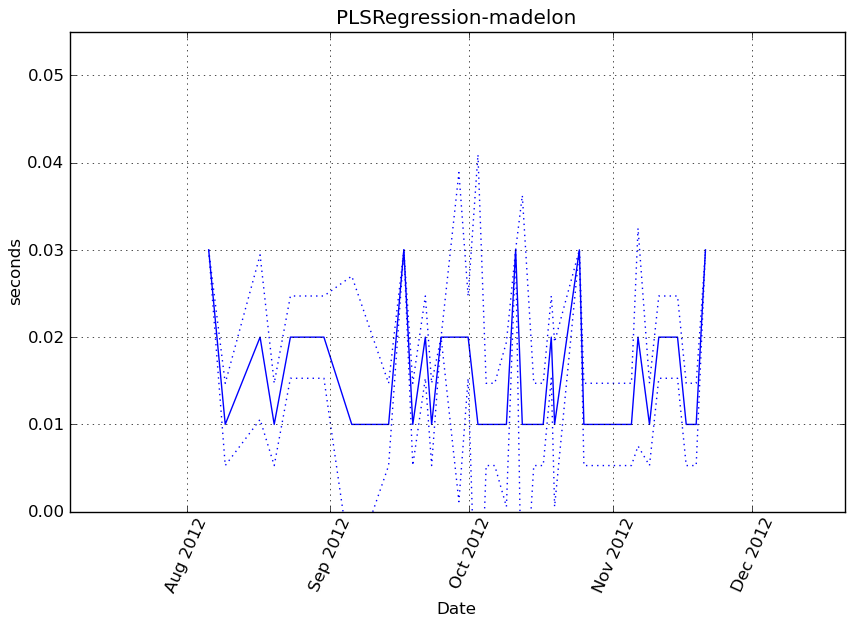 PLSRegression-madelon
0.05
0.04
0.03
0.02
0.01
0.00
seconds
Aug 2012
Sep 2012
Oct 2012
Nov 2012
Dec 2012
Date